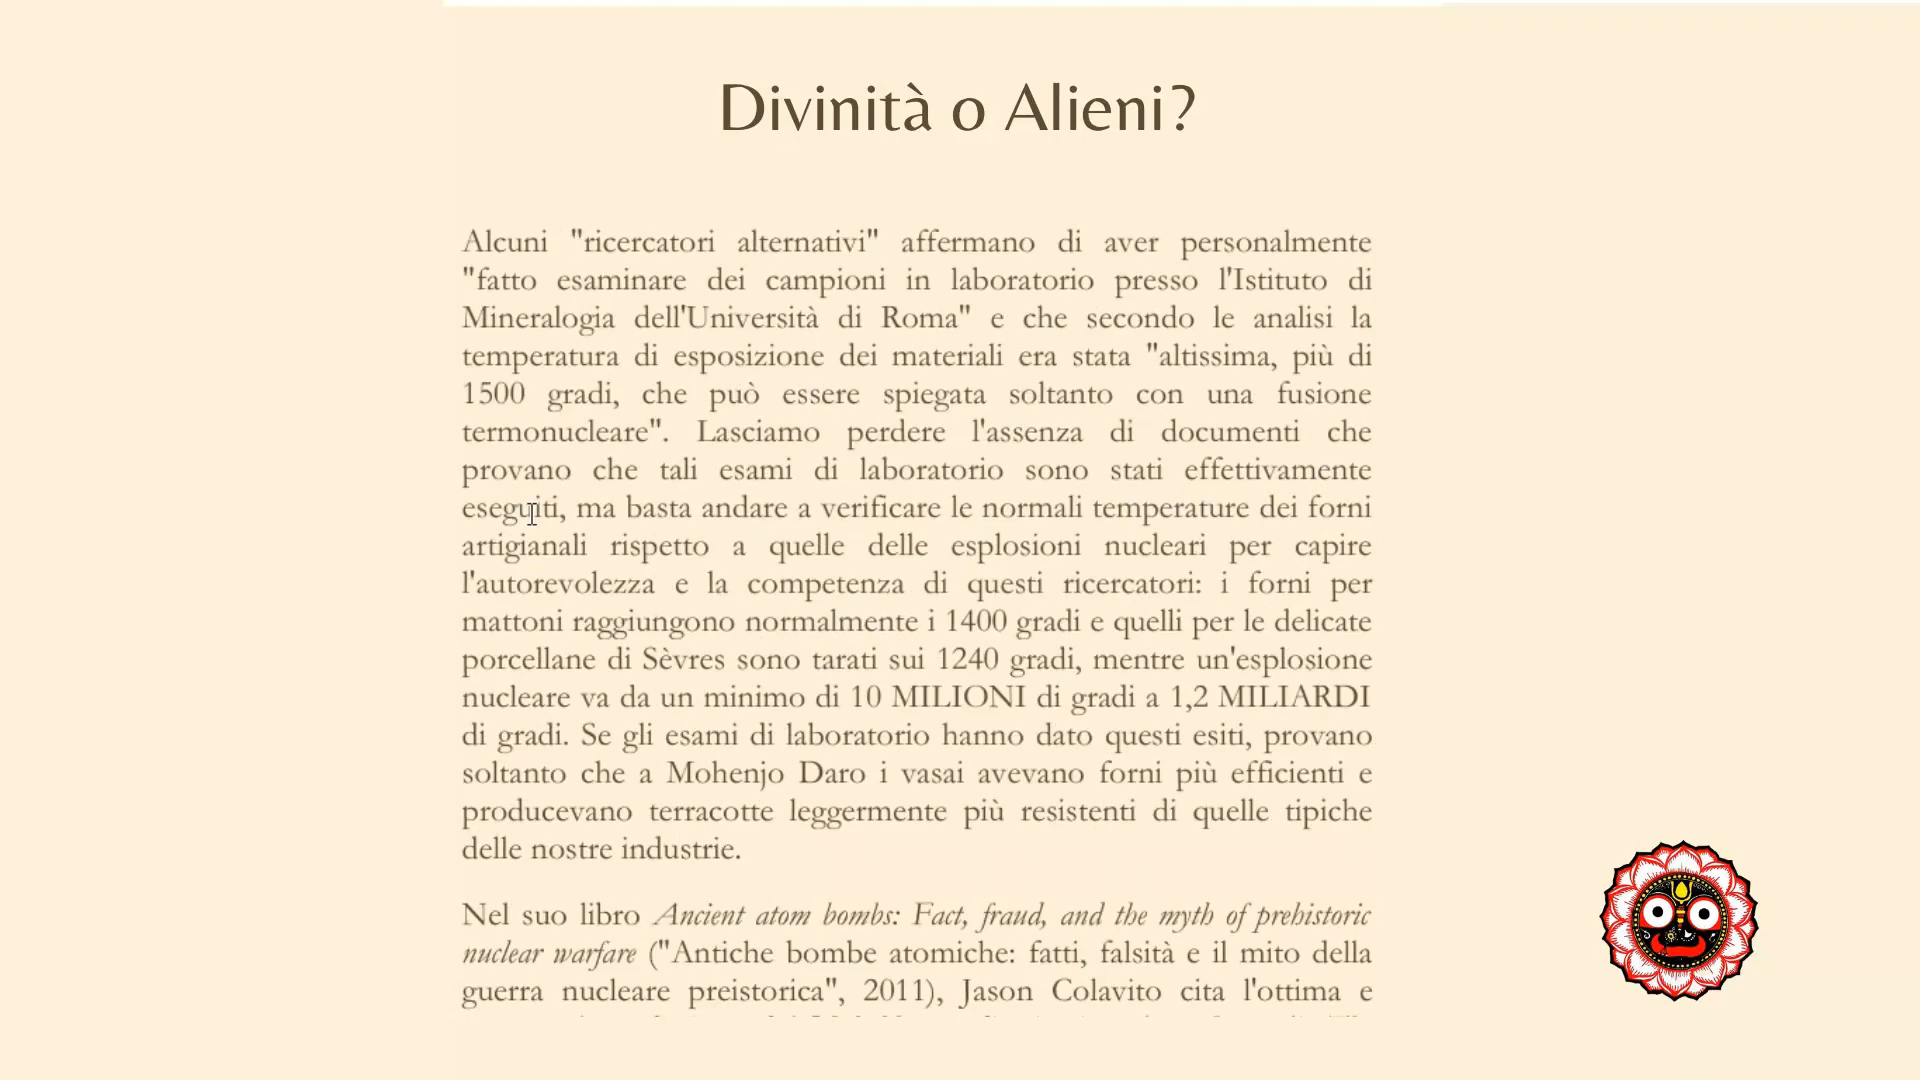 Divinità o Alieni?
Alcuni "ricercatori alternativi" affermano di aver personalmente
"fatto esaminare dei campioni in laboratorio presso l'Istituto di
Mineralogia dell'Università di Roma" e che secondo le analisi la
temperatura di esposizione dei materiali era stata "altissima, più di
1500 gradi, che può essere spiegata soltanto con una fusione
termonucleare". Lasciamo perdere l'assenza di documenti che
provano che tali esami di laboratorio sono stati effettivamente
eseguiti, ma basta andare a verificare le normali temperature dei forni
artigianali rispetto a quelle delle esplosioni nucleari per capire
l'autorevolezza e la competenza di questi ricercatori: i forni per
mattoni raggiungono normalmente i 1400 gradi e quelli per le delicate
porcellane di Sèvres sono tarati sui 1240 gradi, mentre un'esplosione
nucleare va da un minimo di 10 MILIONI di gradi a 1,2 MILIARDI
di gradi. Se gli esami di laboratorio hanno dato questi esiti, provano
soltanto che a Mohenjo Daro i vasai avevano forni più efficienti e
producevano terracotte leggermente più resistenti di quelle tipiche
delle nostre industrie.
Nel suo libro Ancient atom bombs: Fact, fraud, and the myth of prehistoric
nuclear warfare ("Antiche bombe atomiche: fatti, falsità e il mito della
guerra nucleare preistorica", 2011), Jason Colavito cita l'ottima e